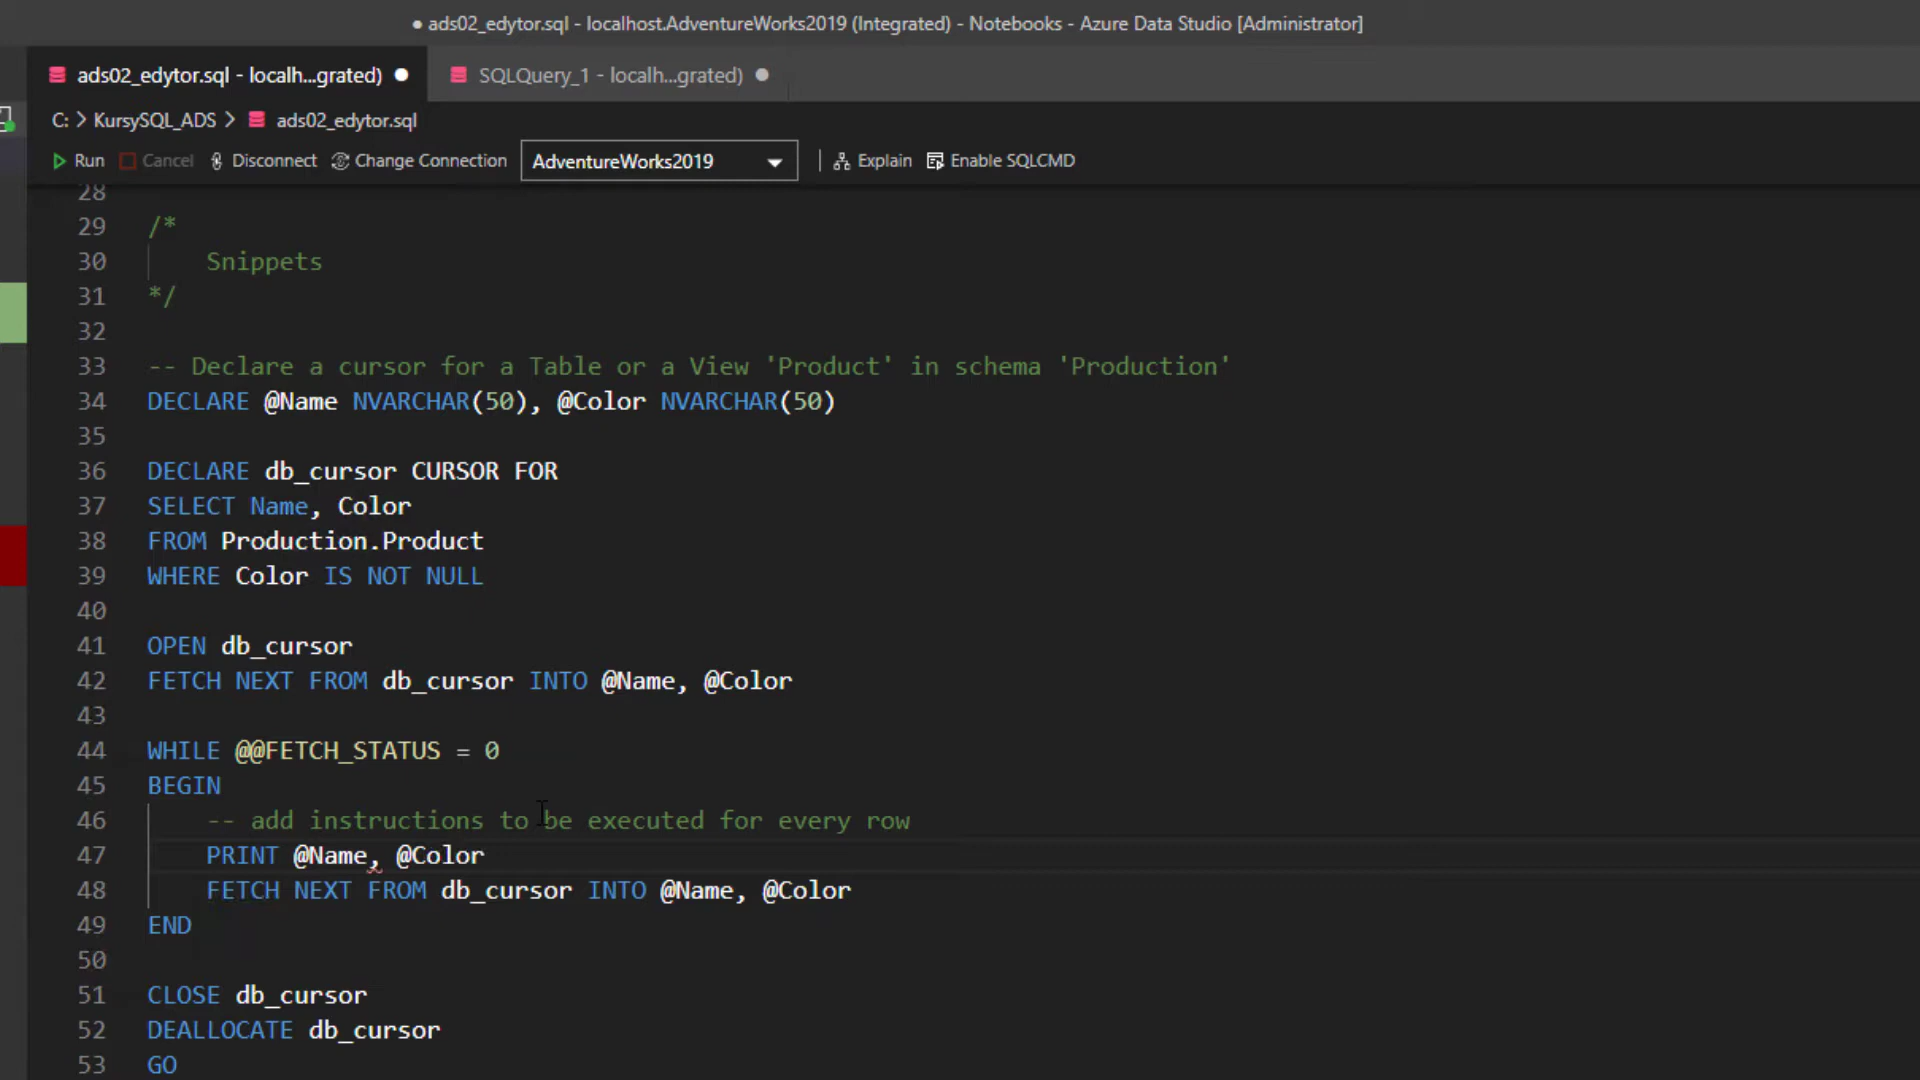 ● ads02_edytor.sql - localhost.AdventureWorks2019 (Integrated) - Notebooks - Azure Data Studio [Administrator]
ads02_edytor.sql - localh...grated) ● SQLQuery_1 - localh...grated) ●
C: > KursySQL_ADS > ads02_edytor.sql
Run Cancel Disconnect Change Connection AdventureWorks2019 Explain Enable SQLCMD
28
29 /*
30 Snippets
31 */
32
33 -- Declare a cursor for a Table or a View 'Product' in schema 'Production'
34 DECLARE @Name NVARCHAR(50), @Color NVARCHAR(50)
35
36 DECLARE db_cursor CURSOR FOR
37 SELECT Name, Color
38 FROM Production.Product
39 WHERE Color IS NOT NULL
40
41 OPEN db_cursor
42 FETCH NEXT FROM db_cursor INTO @Name, @Color
43
44 WHILE @@FETCH_STATUS = 0
45 BEGIN
46 -- add instructions to be executed for every row
47 PRINT @Name, @Color
48 FETCH NEXT FROM db_cursor INTO @Name, @Color
49 END
50
51 CLOSE db_cursor
52 DEALLOCATE db_cursor
53 GO